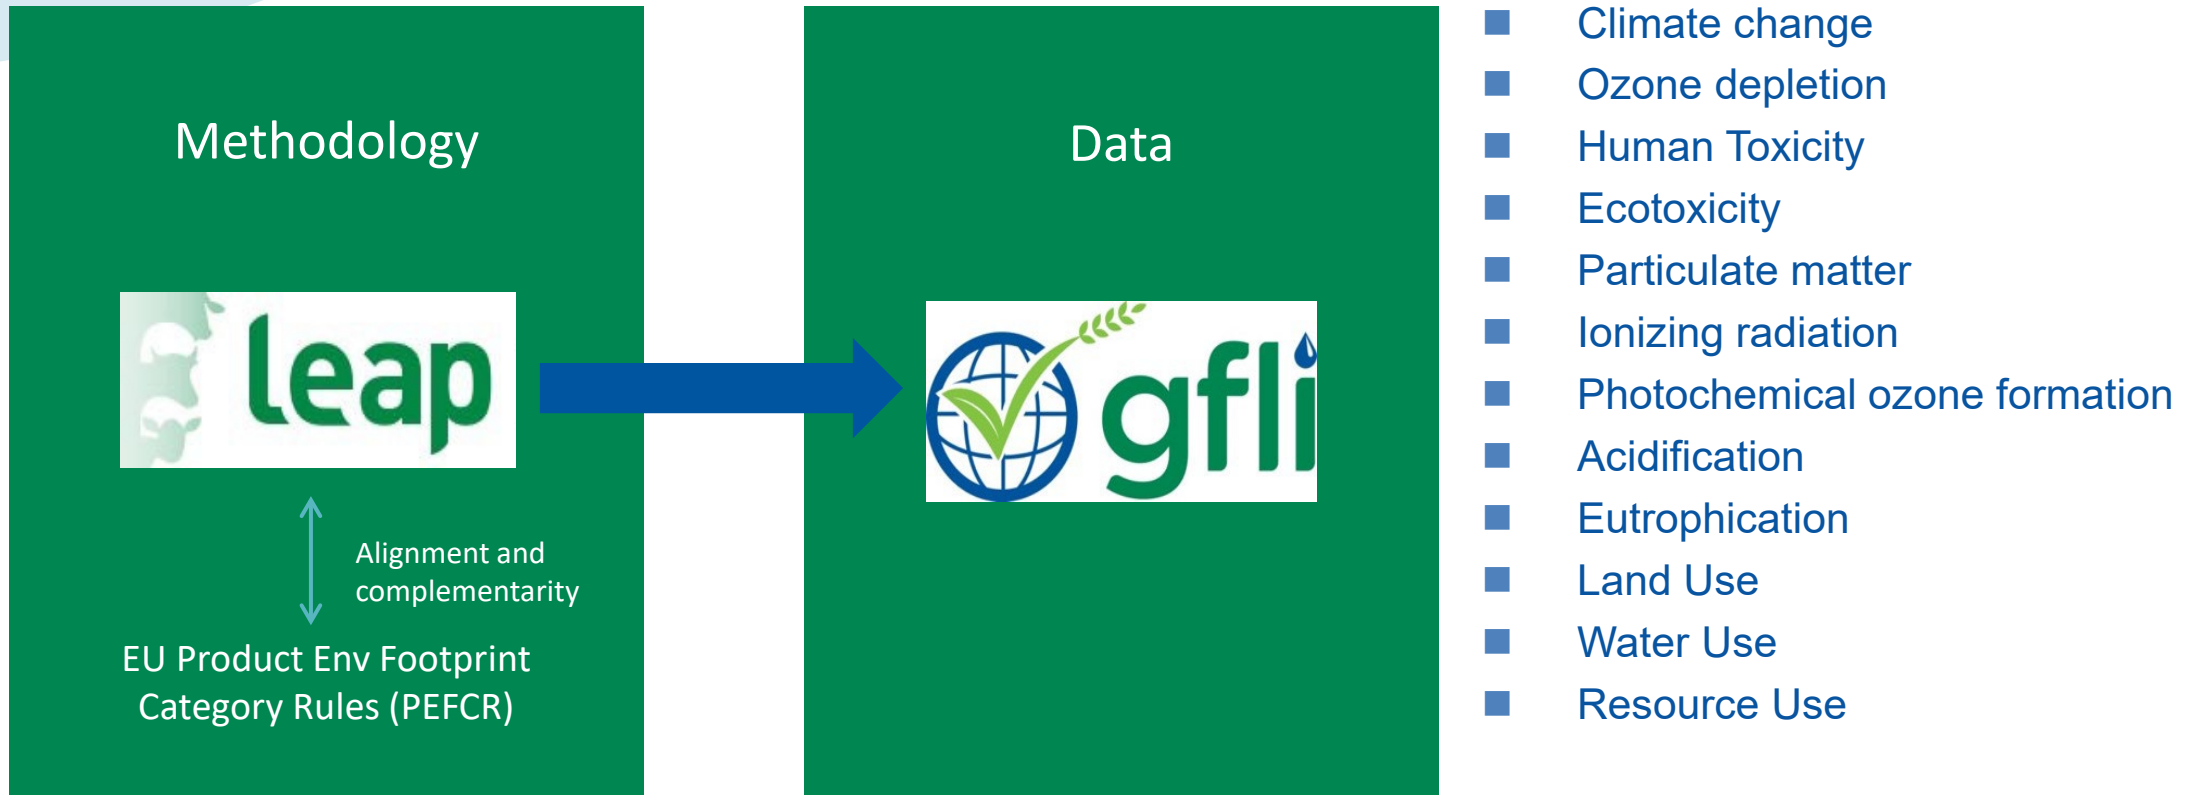 Methodology
leap
Alignment and
complementarity
EU Product Env Footprint
Category Rules (PEFCR)
Data
gfli
Climate change
Ozone depletion
Human Toxicity
Ecotoxicity
Particulate matter
Ionizing radiation
Photochemical ozone formation
Acidification
Eutrophication
Land Use
Water Use
Resource Use